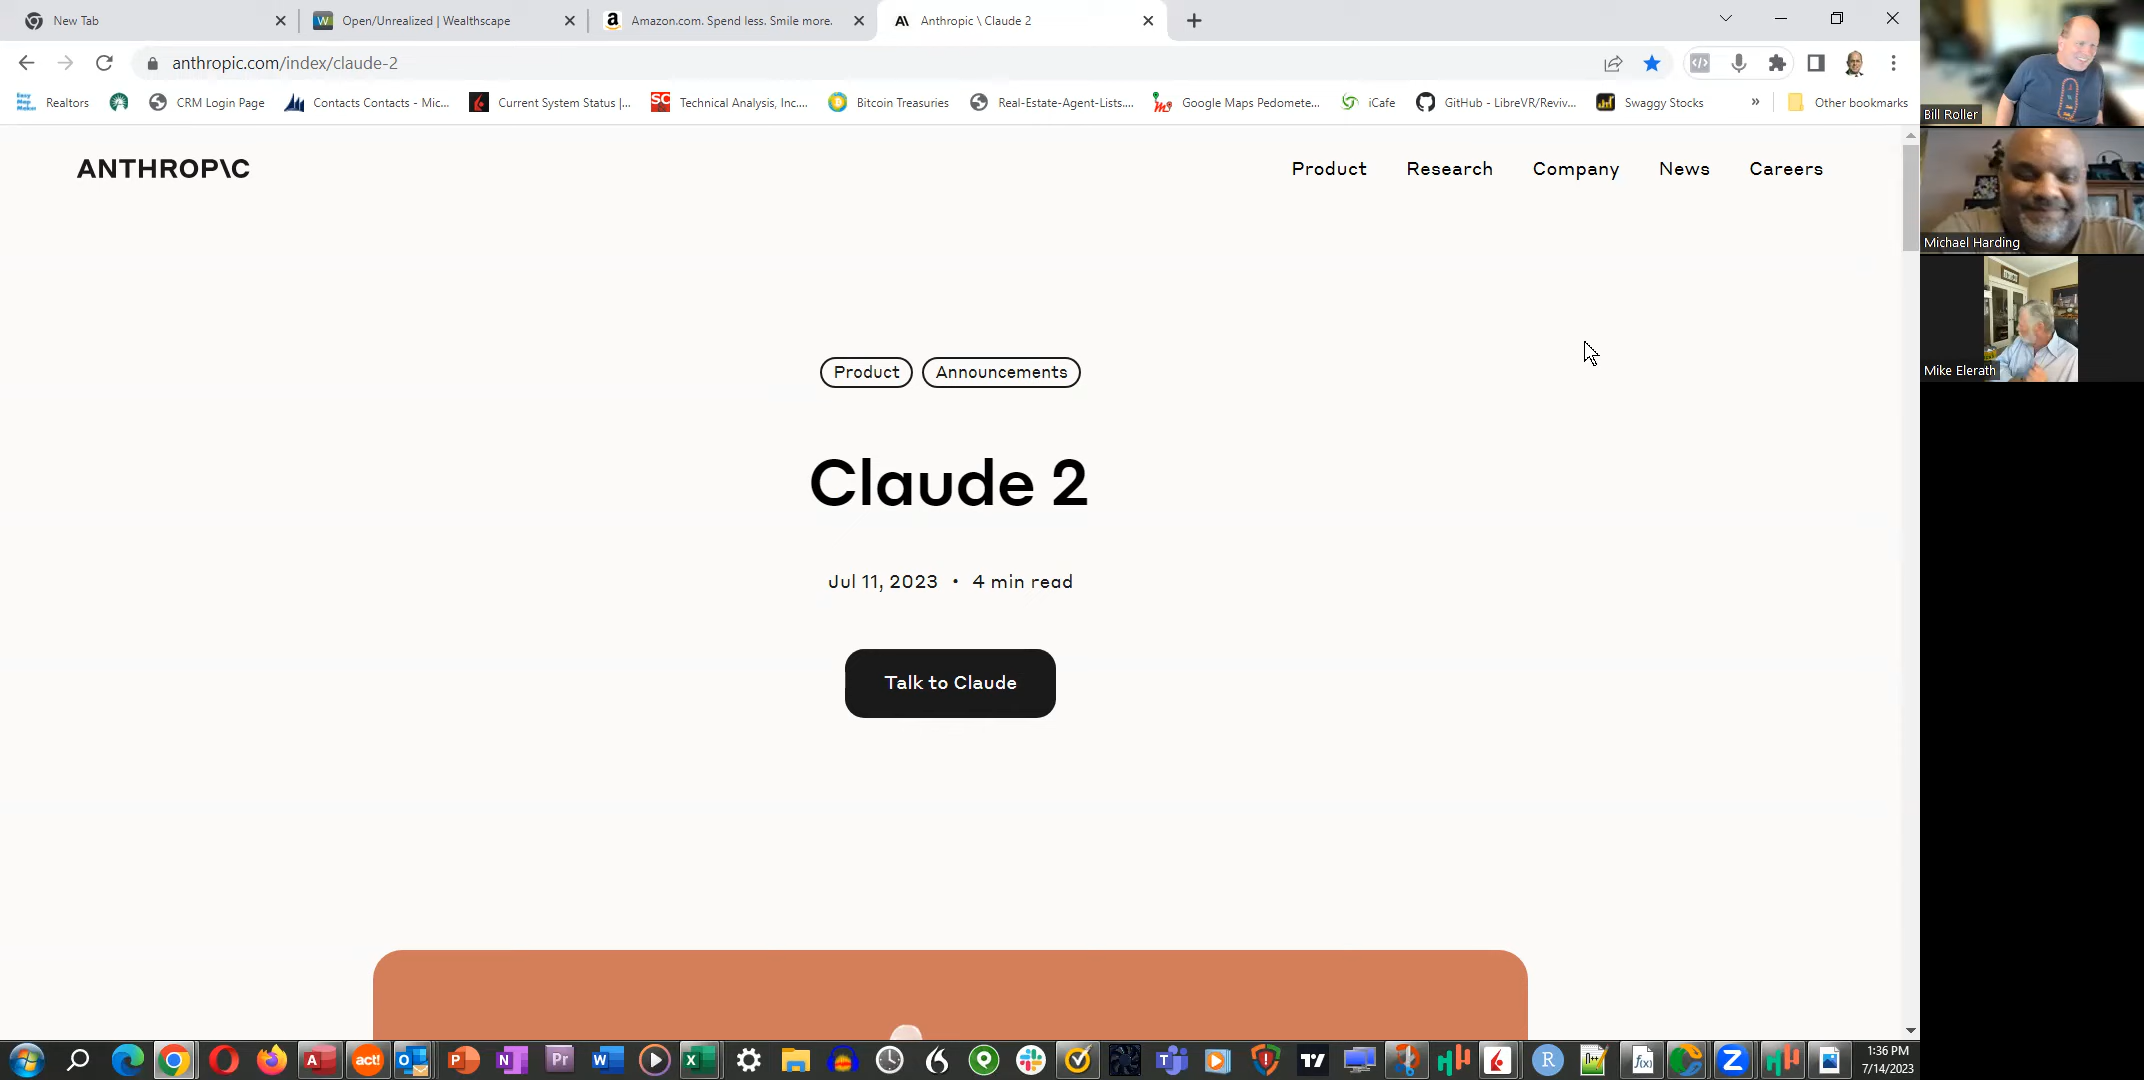 New Tab
Open/Unrealized | Wealthscape
Amazon.com. Spend less. Smile more.
Anthropic \ Claude 2
anthropic.com/index/claude-2
Realtors
CRM Login Page
Contacts Contacts - Mic...
Current System Status |...
Technical Analysis, Inc....
Bitcoin Treasuries
Real-Estate-Agent-Lists....
Google Maps Pedomete...
iCafe
GitHub - LibreVR/Reviv...
Swaggy Stocks
»
Other bookmarks
ANTHROP\C
Product
Research
Company
News
Careers
Product
Announcements
Claude 2
Jul 11, 2023 • 4 min read
Talk to Claude
Bill Roller
Michael Harding
Mike Elerath
act!
1:36 PM
7/14/2023